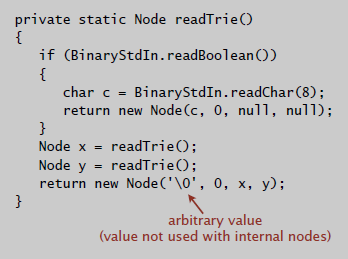 private static Node readTrie()
{
   if (BinaryStdIn.readBoolean())
   {
      char c = BinaryStdIn.readChar(8);
      return new Node(c, 0, null, null);
   }
   Node x = readTrie();
   Node y = readTrie();
   return new Node('\0', 0, x, y);
}
arbitrary value
(value not used with internal nodes)